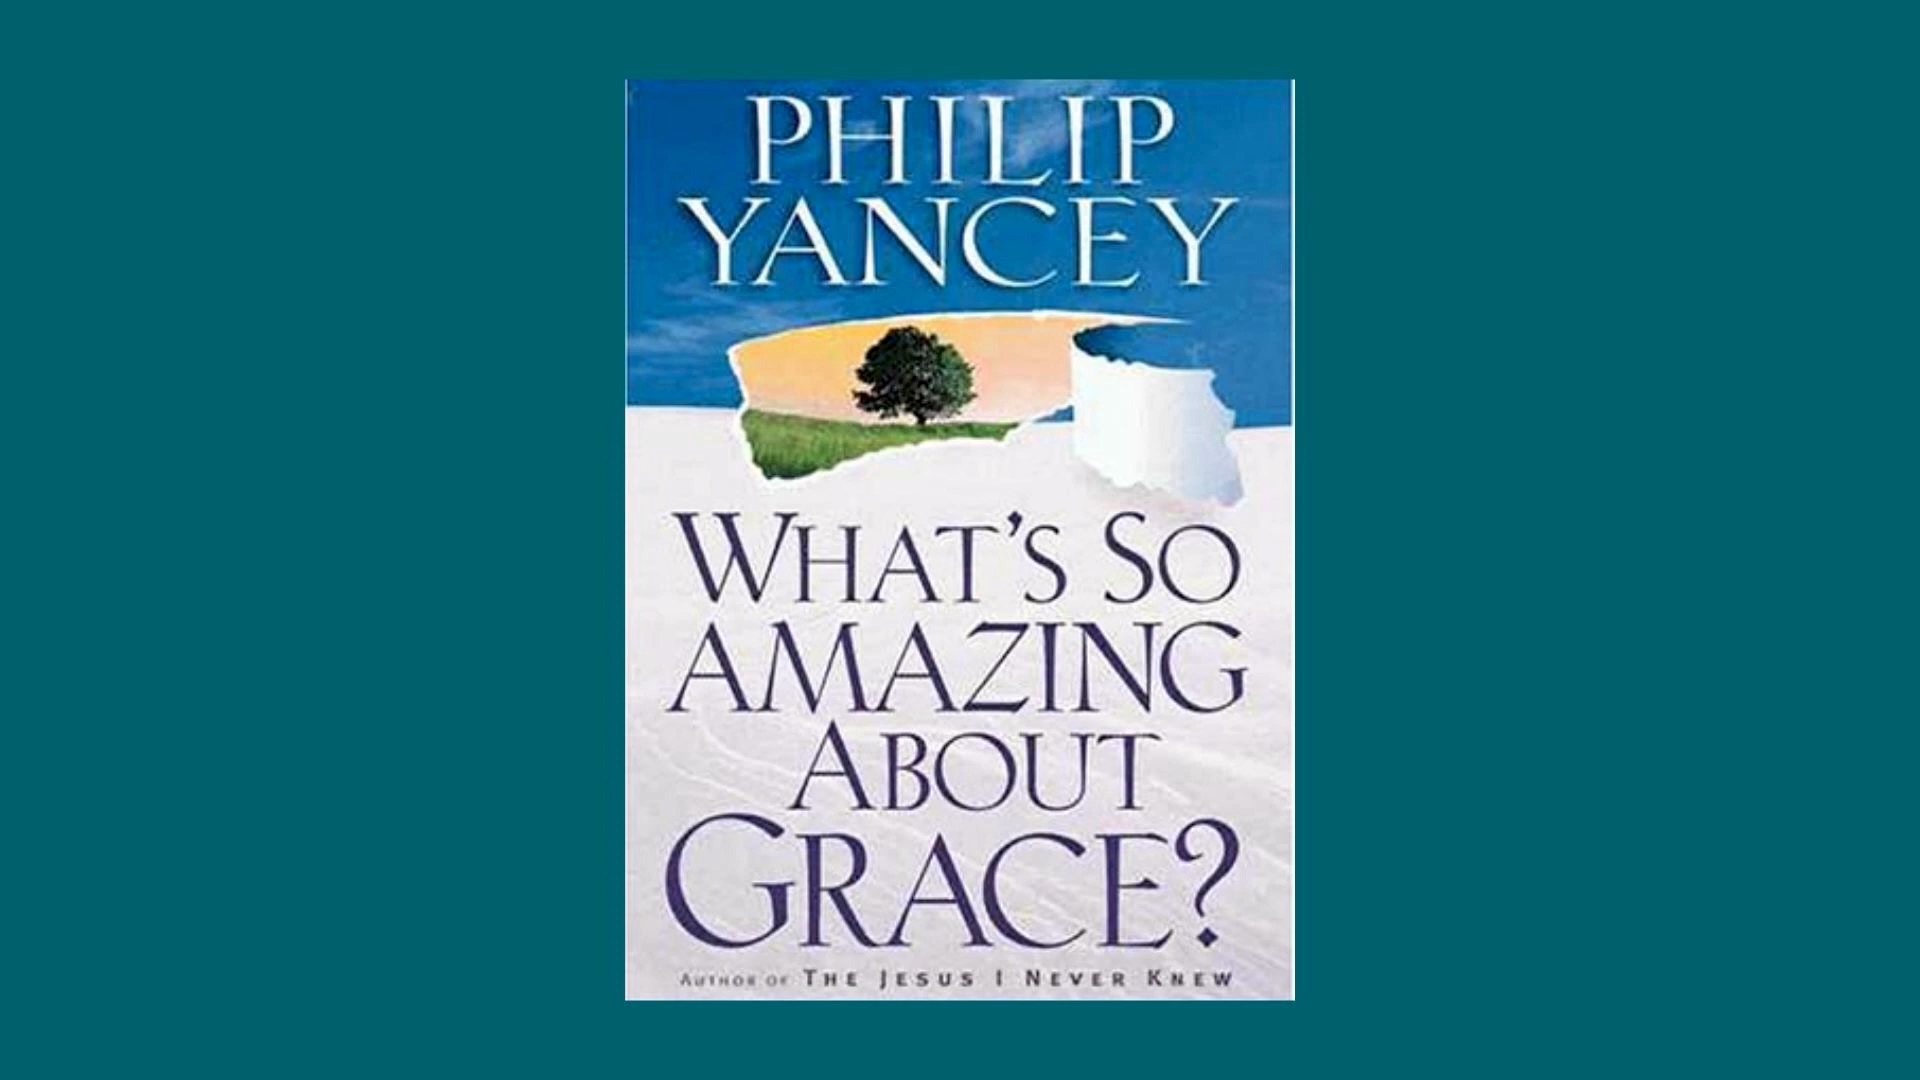 PHILIP
YANCEY
WHAT'S SO
AMAZING
ABOUT
GRACE?
AUTHOR OF THE JESUS I NEVER KNEW